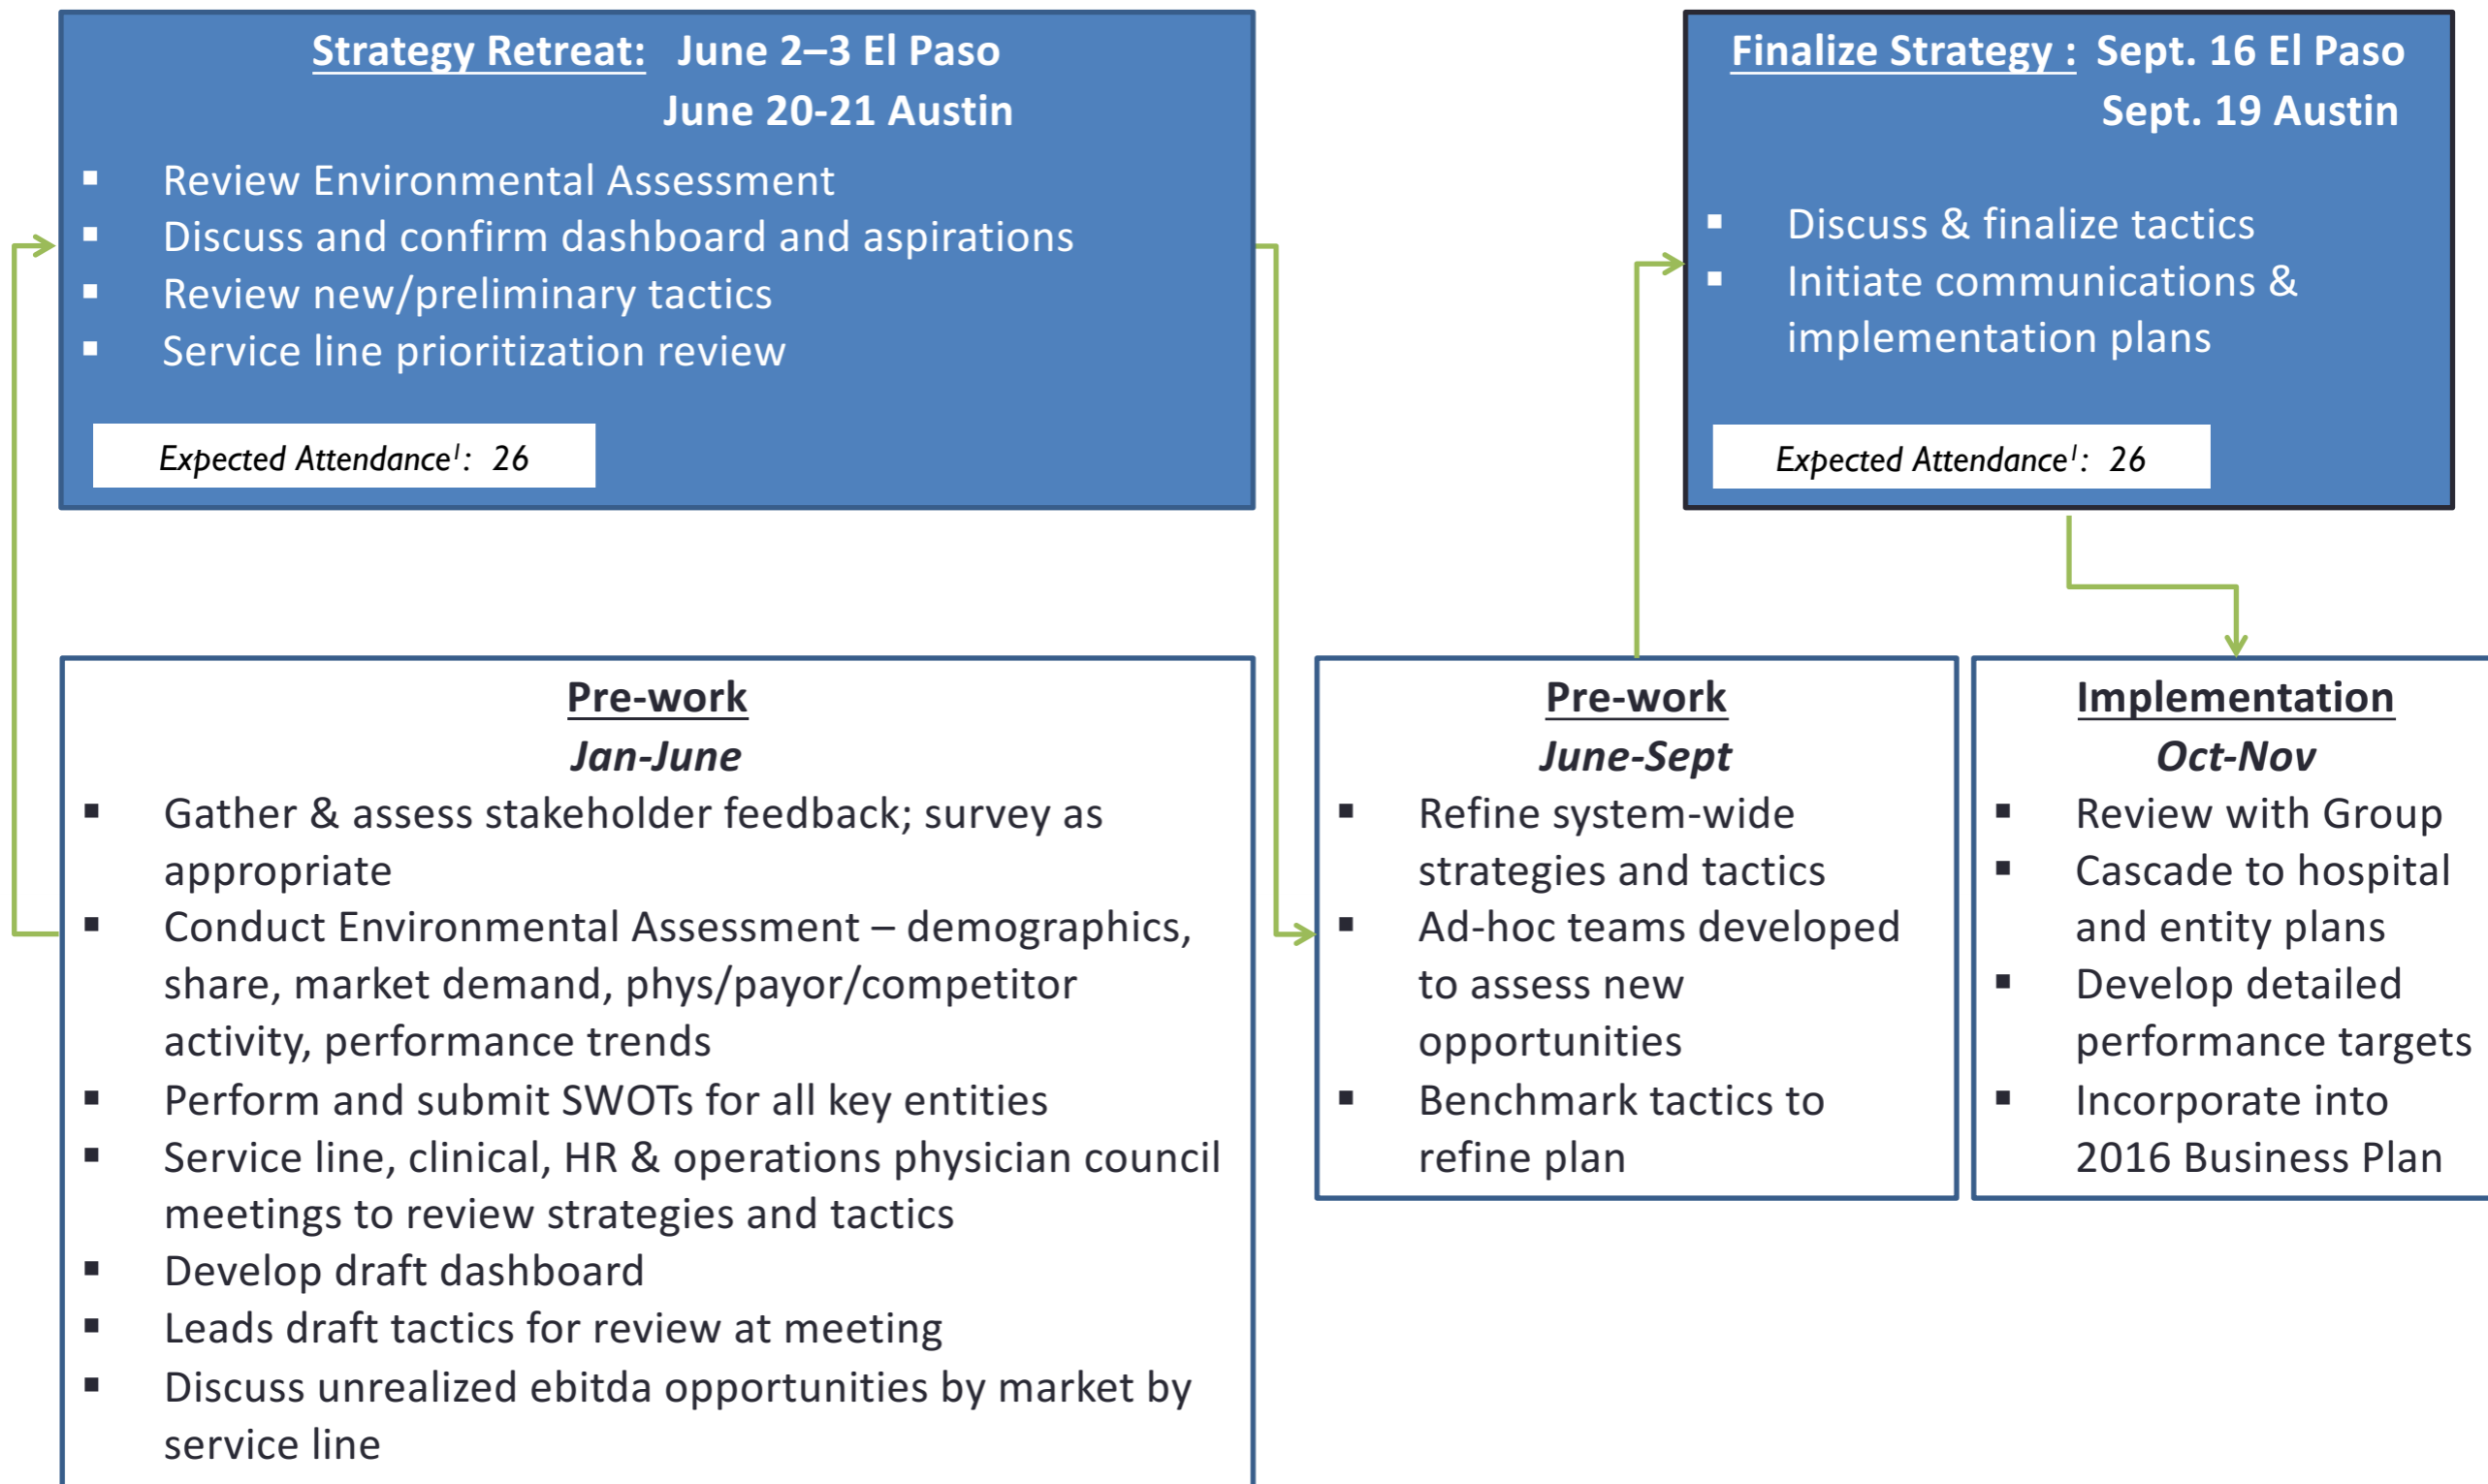 Strategy Retreat: June 2–3 El Paso
June 20-21 Austin
▪ Review Environmental Assessment
▪ Discuss and confirm dashboard and aspirations
▪ Review new/preliminary tactics
▪ Service line prioritization review
Expected Attendance¹: 26
Finalize Strategy : Sept. 16 El Paso
Sept. 19 Austin
▪ Discuss & finalize tactics
▪ Initiate communications &
implementation plans
Expected Attendance¹: 26
Pre-work
Jan-June
▪ Gather & assess stakeholder feedback; survey as
appropriate
▪ Conduct Environmental Assessment – demographics,
share, market demand, phys/payor/competitor
activity, performance trends
▪ Perform and submit SWOTs for all key entities
▪ Service line, clinical, HR & operations physician council
meetings to review strategies and tactics
▪ Develop draft dashboard
▪ Leads draft tactics for review at meeting
▪ Discuss unrealized ebitda opportunities by market by
service line
Pre-work
June-Sept
▪ Refine system-wide
strategies and tactics
▪ Ad-hoc teams developed
to assess new
opportunities
▪ Benchmark tactics to
refine plan
Implementation
Oct-Nov
▪ Review with Group
▪ Cascade to hospital
and entity plans
▪ Develop detailed
performance targets
▪ Incorporate into
2016 Business Plan